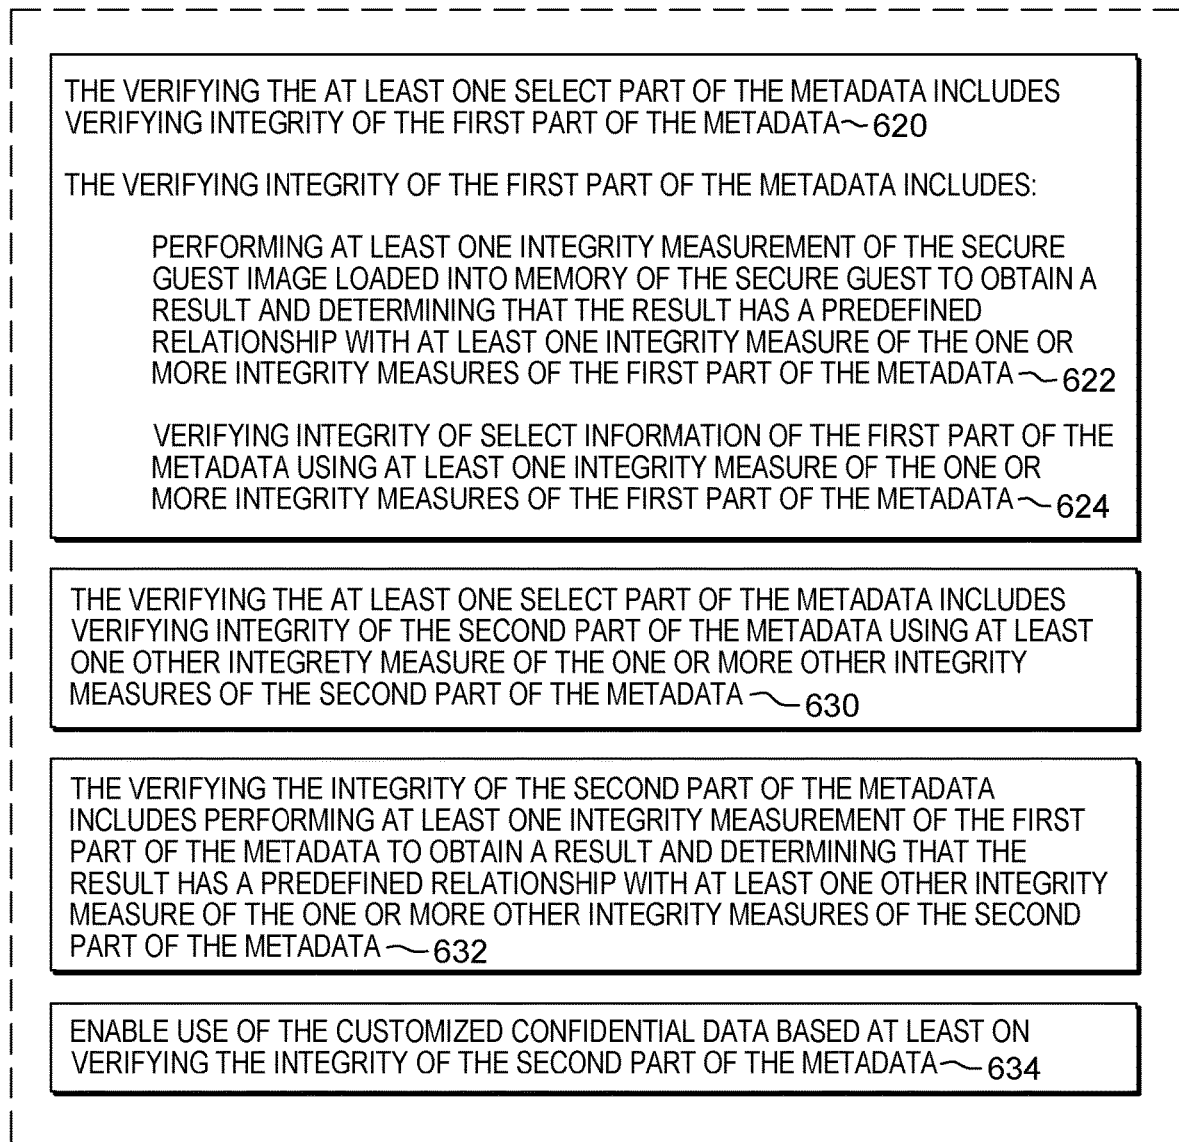 THE VERIFYING THE AT LEAST ONE SELECT PART OF THE METADATA INCLUDES
VERIFYING INTEGRITY OF THE FIRST PART OF THE METADATA~620
THE VERIFYING INTEGRITY OF THE FIRST PART OF THE METADATA INCLUDES:
PERFORMING AT LEAST ONE INTEGRITY MEASUREMENT OF THE SECURE
GUEST IMAGE LOADED INTO MEMORY OF THE SECURE GUEST TO OBTAIN A
RESULT AND DETERMINING THAT THE RESULT HAS A PREDEFINED
RELATIONSHIP WITH AT LEAST ONE INTEGRITY MEASURE OF THE ONE OR
MORE INTEGRITY MEASURES OF THE FIRST PART OF THE METADATA~622
VERIFYING INTEGRITY OF SELECT INFORMATION OF THE FIRST PART OF THE
METADATA USING AT LEAST ONE INTEGRITY MEASURE OF THE ONE OR
MORE INTEGRITY MEASURES OF THE FIRST PART OF THE METADATA~624
THE VERIFYING THE AT LEAST ONE SELECT PART OF THE METADATA INCLUDES
VERIFYING INTEGRITY OF THE SECOND PART OF THE METADATA USING AT LEAST
ONE OTHER INTEGRETY MEASURE OF THE ONE OR MORE OTHER INTEGRITY
MEASURES OF THE SECOND PART OF THE METADATA~630
THE VERIFYING THE INTEGRITY OF THE SECOND PART OF THE METADATA
INCLUDES PERFORMING AT LEAST ONE INTEGRITY MEASUREMENT OF THE FIRST
PART OF THE METADATA TO OBTAIN A RESULT AND DETERMINING THAT THE
RESULT HAS A PREDEFINED RELATIONSHIP WITH AT LEAST ONE OTHER INTEGRITY
MEASURE OF THE ONE OR MORE OTHER INTEGRITY MEASURES OF THE SECOND
PART OF THE METADATA~632
ENABLE USE OF THE CUSTOMIZED CONFIDENTIAL DATA BASED AT LEAST ON
VERIFYING THE INTEGRITY OF THE SECOND PART OF THE METADATA~634